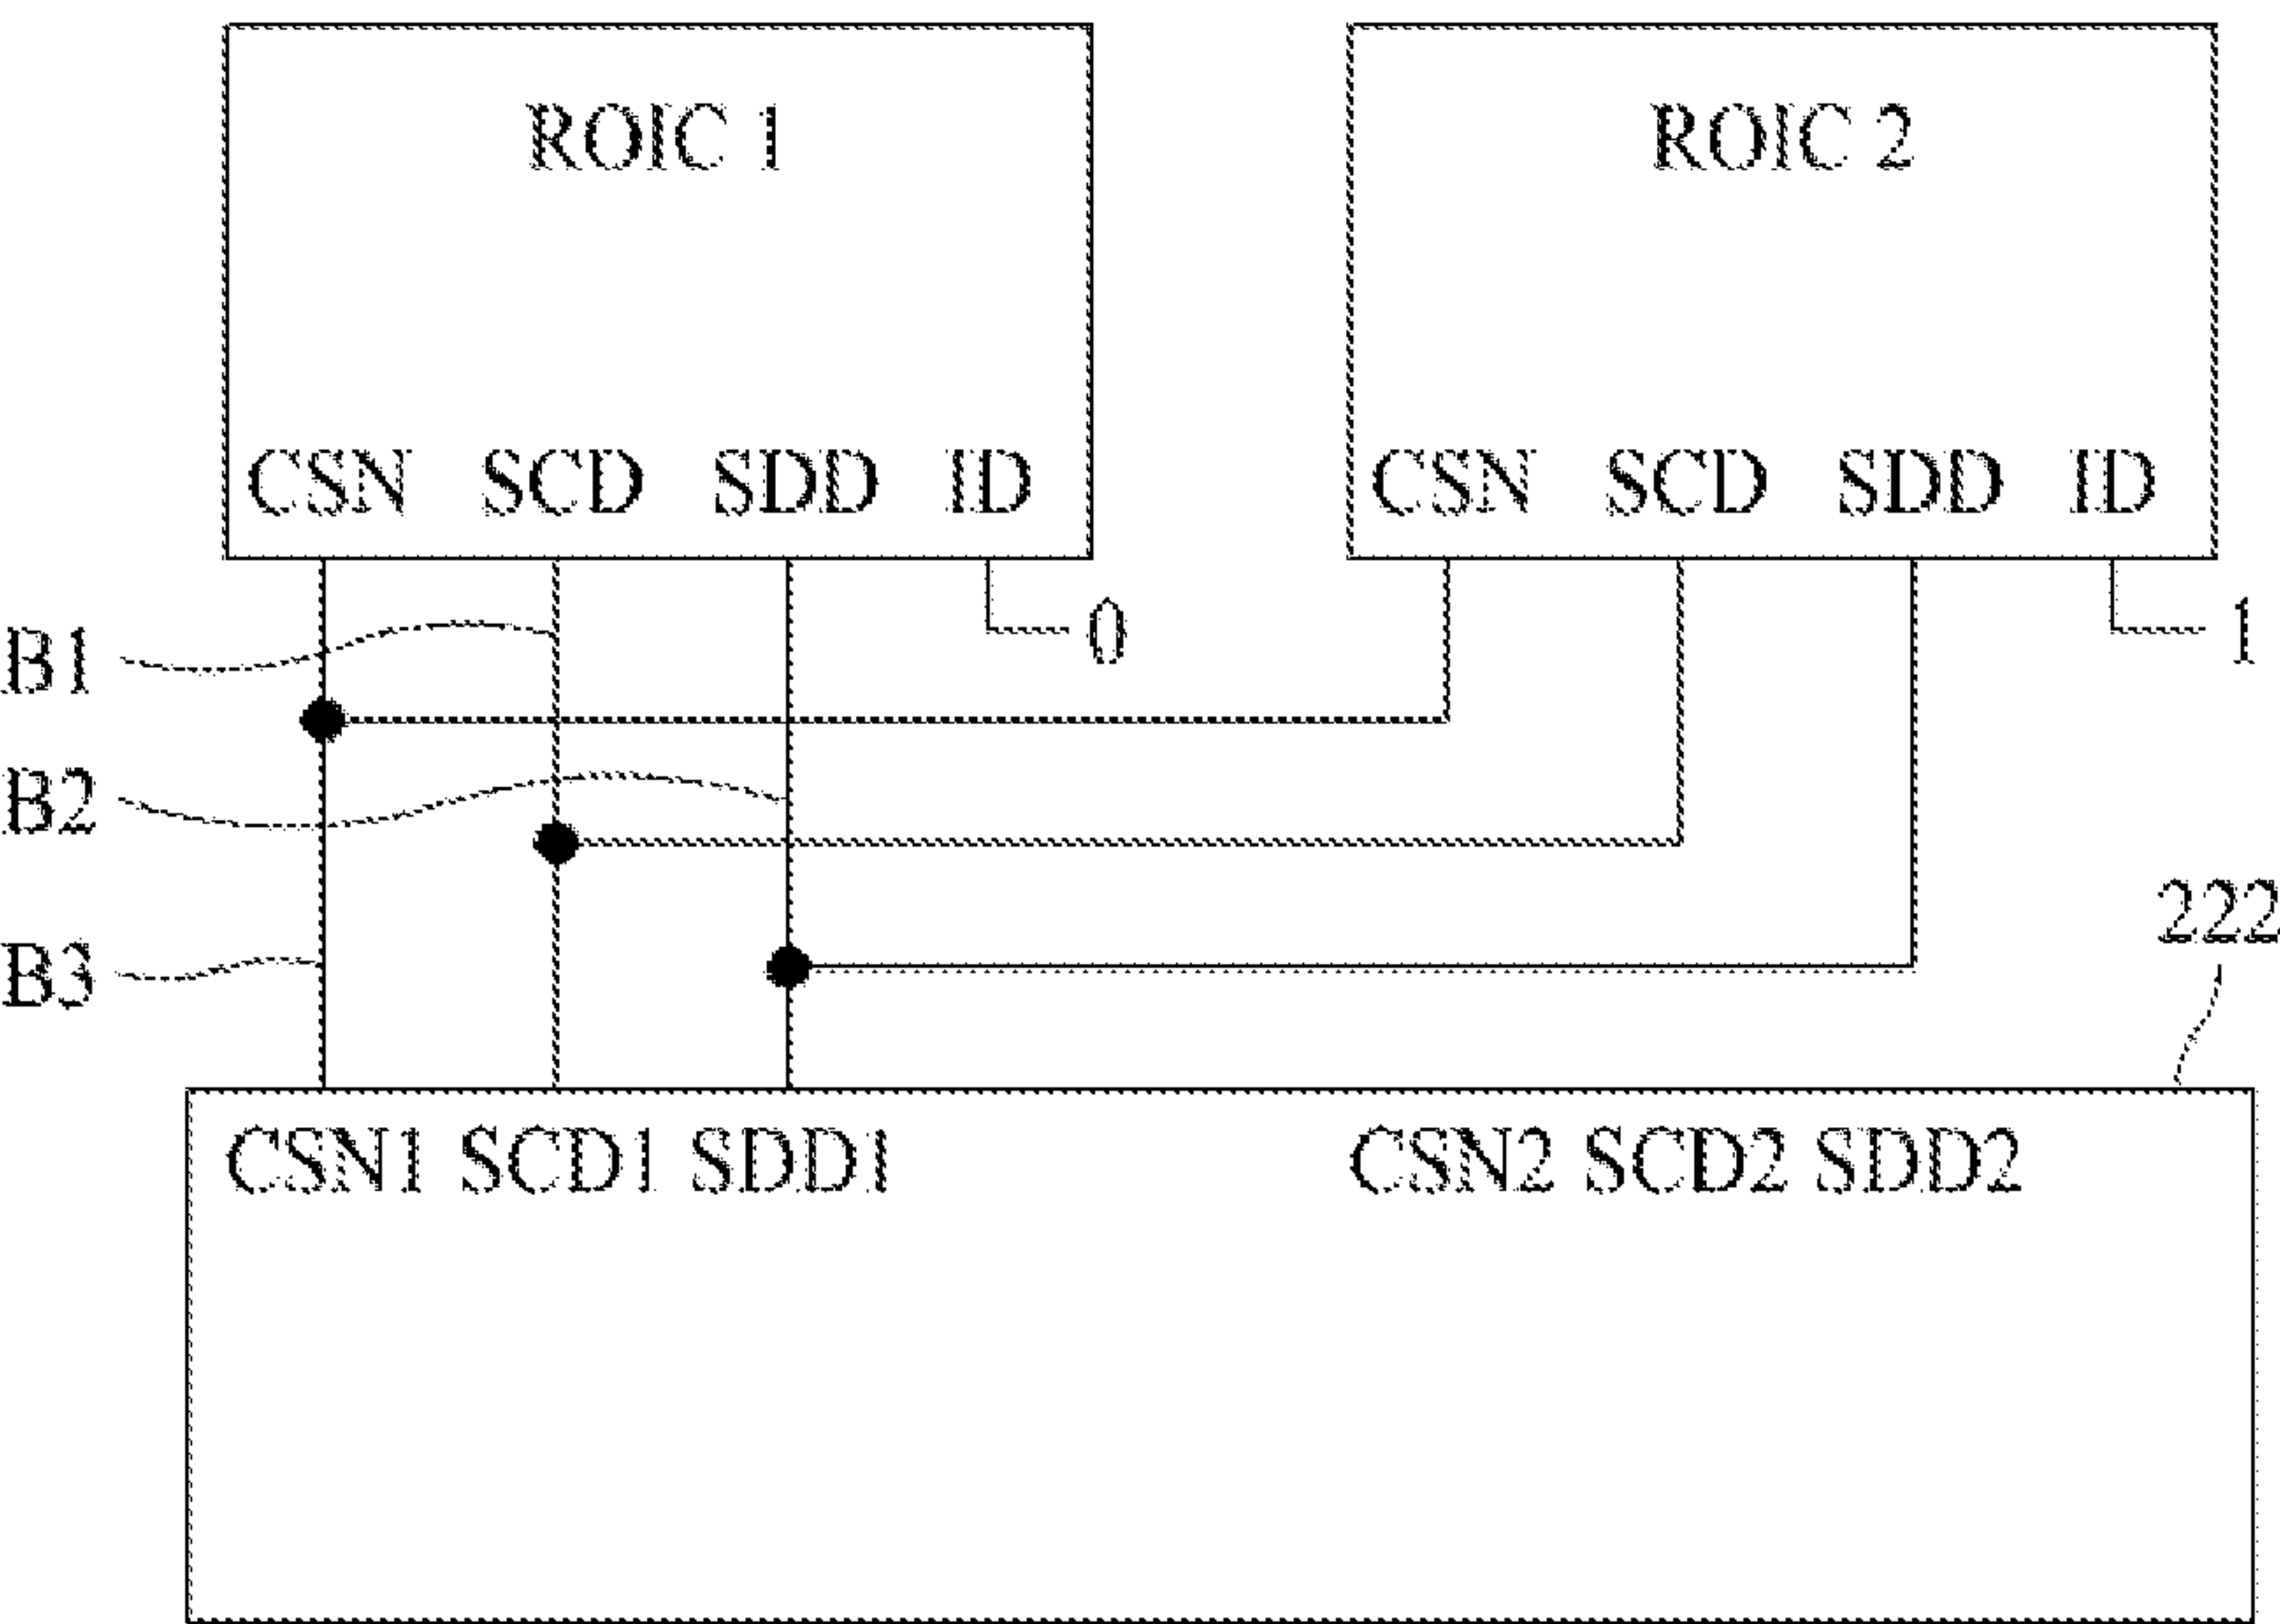 ROIC 1 ROIC 2
CSN SCD SDD ID CSN SCD SDD ID
0 1
B1
B2
222
B3
CSN1 SCD1 SDD1 CSN2 SCD2 SDD2